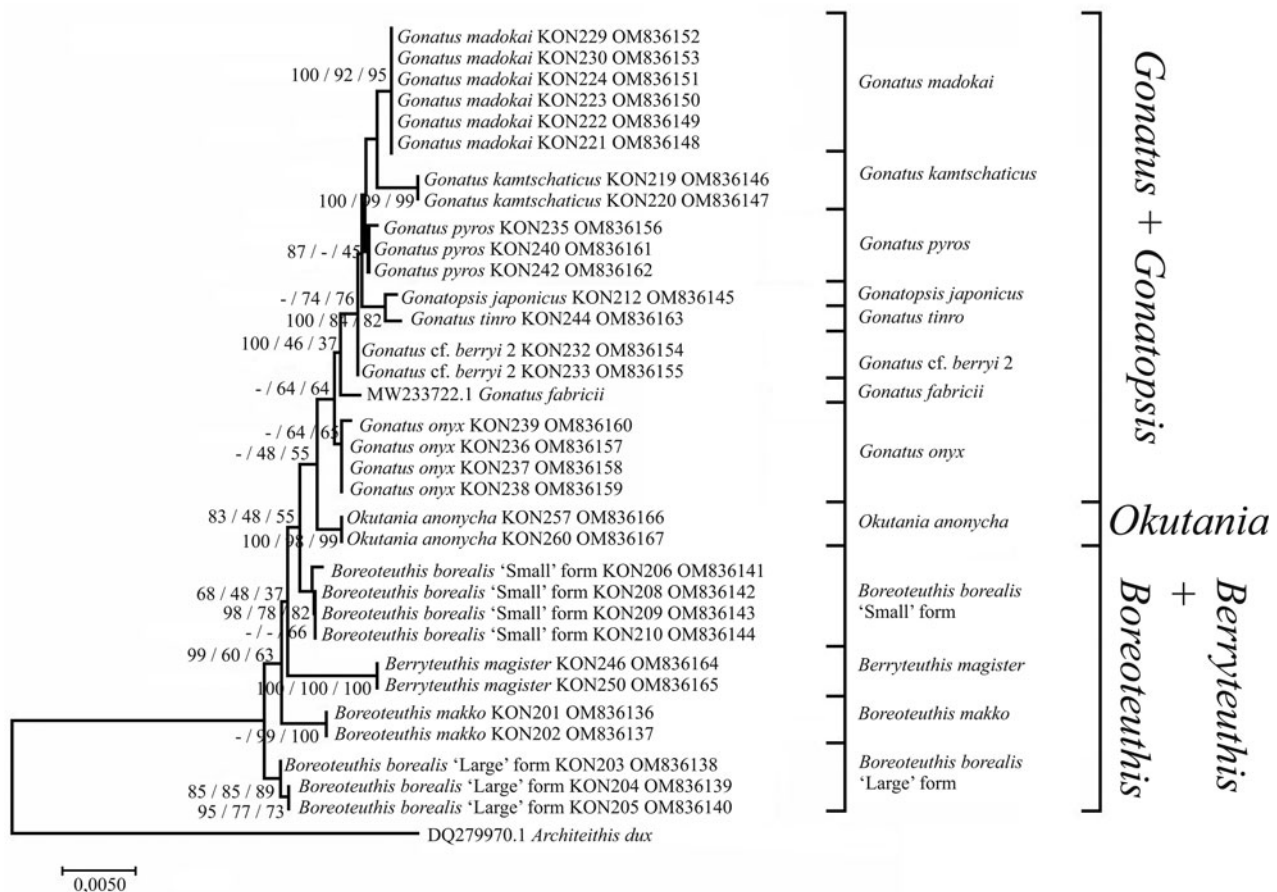 Gonatus madokai KON229 OM836152
Gonatus madokai KON230 OM836153
100 / 92 / 95
Gonatus madokai KON224 OM836151
Gonatus madokai KON223 OM836150
Gonatus madokai KON222 OM836149
Gonatus madokai KON221 OM836148
Gonatus kamtschaticus KON219 OM836146
100 / 99 / 99
Gonatus kamtschaticus KON220 OM836147
Gonatus pyros KON235 OM836156
87 / - / 45
Gonatus pyros KON240 OM836161
Gonatus pyros KON242 OM836162
- / 74 / 76
Gonatopsis japonicus KON212 OM836145
100 / 84 / 82
Gonatus tinro KON244 OM836163
100 / 46 / 37
Gonatus cf. berryi 2 KON232 OM836154
Gonatus cf. berryi 2 KON233 OM836155
- / 64 / 64
MW233722.1 Gonatus fabricii
- / 64 / 65
Gonatus onyx KON239 OM836160
- / 48 / 55
Gonatus onyx KON236 OM836157
Gonatus onyx KON237 OM836158
Gonatus onyx KON238 OM836159
83 / 48 / 55
Okutania anonycha KON257 OM836166
100 / 98 / 99
Okutania anonycha KON260 OM836167
Boreoteuthis borealis ‘Small’ form KON206 OM836141
68 / 48 / 37
Boreoteuthis borealis ‘Small’ form KON208 OM836142
98 / 78 / 82
Boreoteuthis borealis ‘Small’ form KON209 OM836143
- / - / 66
Boreoteuthis borealis ‘Small’ form KON210 OM836144
99 / 60 / 63
Berryteuthis magister KON246 OM836164
100 / 100 / 100
Berryteuthis magister KON250 OM836165
Boreoteuthis makko KON201 OM836136
- / 99 / 100
Boreoteuthis makko KON202 OM836137
Boreoteuthis borealis ‘Large’ form KON203 OM836138
85 / 85 / 89
Boreoteuthis borealis ‘Large’ form KON204 OM836139
95 / 77 / 73
Boreoteuthis borealis ‘Large’ form KON205 OM836140
DQ279970.1 Architeithis dux
0,0050
Gonatus madokai
Gonatus kamtschaticus
Gonatus pyros
Gonatopsis japonicus
Gonatus tinro
Gonatus cf. berryi 2
Gonatus fabricii
Gonatus onyx
Okutania anonycha
Boreoteuthis borealis
‘Small’ form
Berryteuthis magister
Boreoteuthis makko
Boreoteuthis borealis
‘Large’ form
Gonatus + Gonatopsis
Okutania
Berryteuthis
+
Boreoteuthis